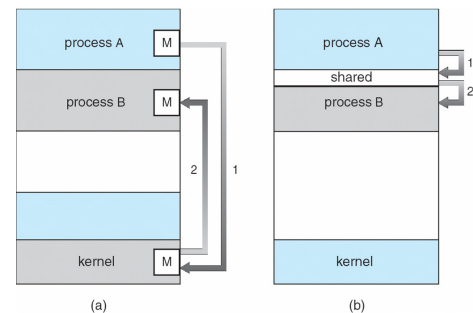 process A M
process B M
2 1
kernel M
(a)
process A
1
shared
2
process B
kernel
(b)